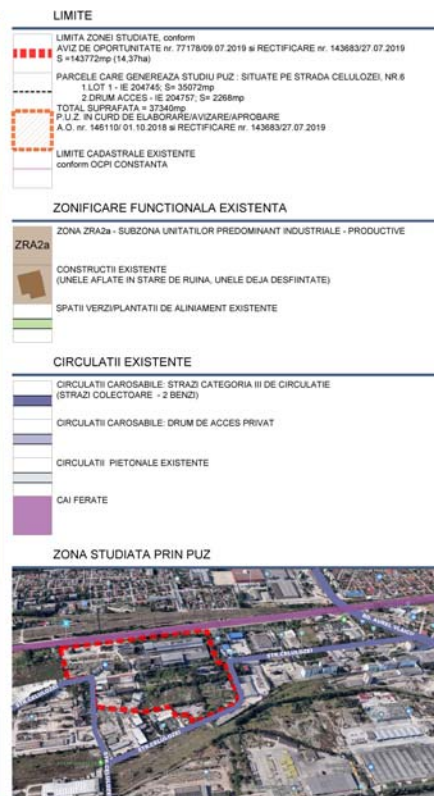 LIMITE
LIMITA ZONEI STUDIATE, conform
AVIZ DE OPORTUNITATE nr. 77178/09.07.2019 si RECTIFICARE nr. 143683/27.07.2019
S =143772mp (14,37ha)
PARCELE CARE GENEREAZA STUDIU PUZ : SITUATE PE STRADA CELULOZEI, NR.6
1.LOT 1 - IE 204745; S= 35072mp
2.DRUM ACCES - IE 204757; S= 2268mp
TOTAL SUPRAFATA = 37340mp
P.U.Z. IN CURD DE ELABORARE/AVIZARE/APROBARE
A.O. nr. 146110/ 01.10.2018 si RECTIFICARE nr. 143683/27.07.2019
LIMITE CADASTRALE EXISTENTE
conform OCPI CONSTANTA
ZONIFICARE FUNCTIONALA EXISTENTA
ZRA2a
ZONA ZRA2a - SUBZONA UNITATILOR PREDOMINANT INDUSTRIALE - PRODUCTIVE
CONSTRUCTII EXISTENTE
(UNELE AFLATE IN STARE DE RUINA, UNELE DEJA DESFIINTATE)
SPATII VERZI/PLANTATII DE ALINIAMENT EXISTENTE
CIRCULATII EXISTENTE
CIRCULATII CAROSABILE: STRAZI CATEGORIA III DE CIRCULATIE
(STRAZI COLECTOARE - 2 BENZI)
CIRCULATII CAROSABILE: DRUM DE ACCES PRIVAT
CIRCULATII PIETONALE EXISTENTE
CAI FERATE
ZONA STUDIATA PRIN PUZ
STR.CELULOZEI
STR.CELULOZEI
STR.CELULOZEI